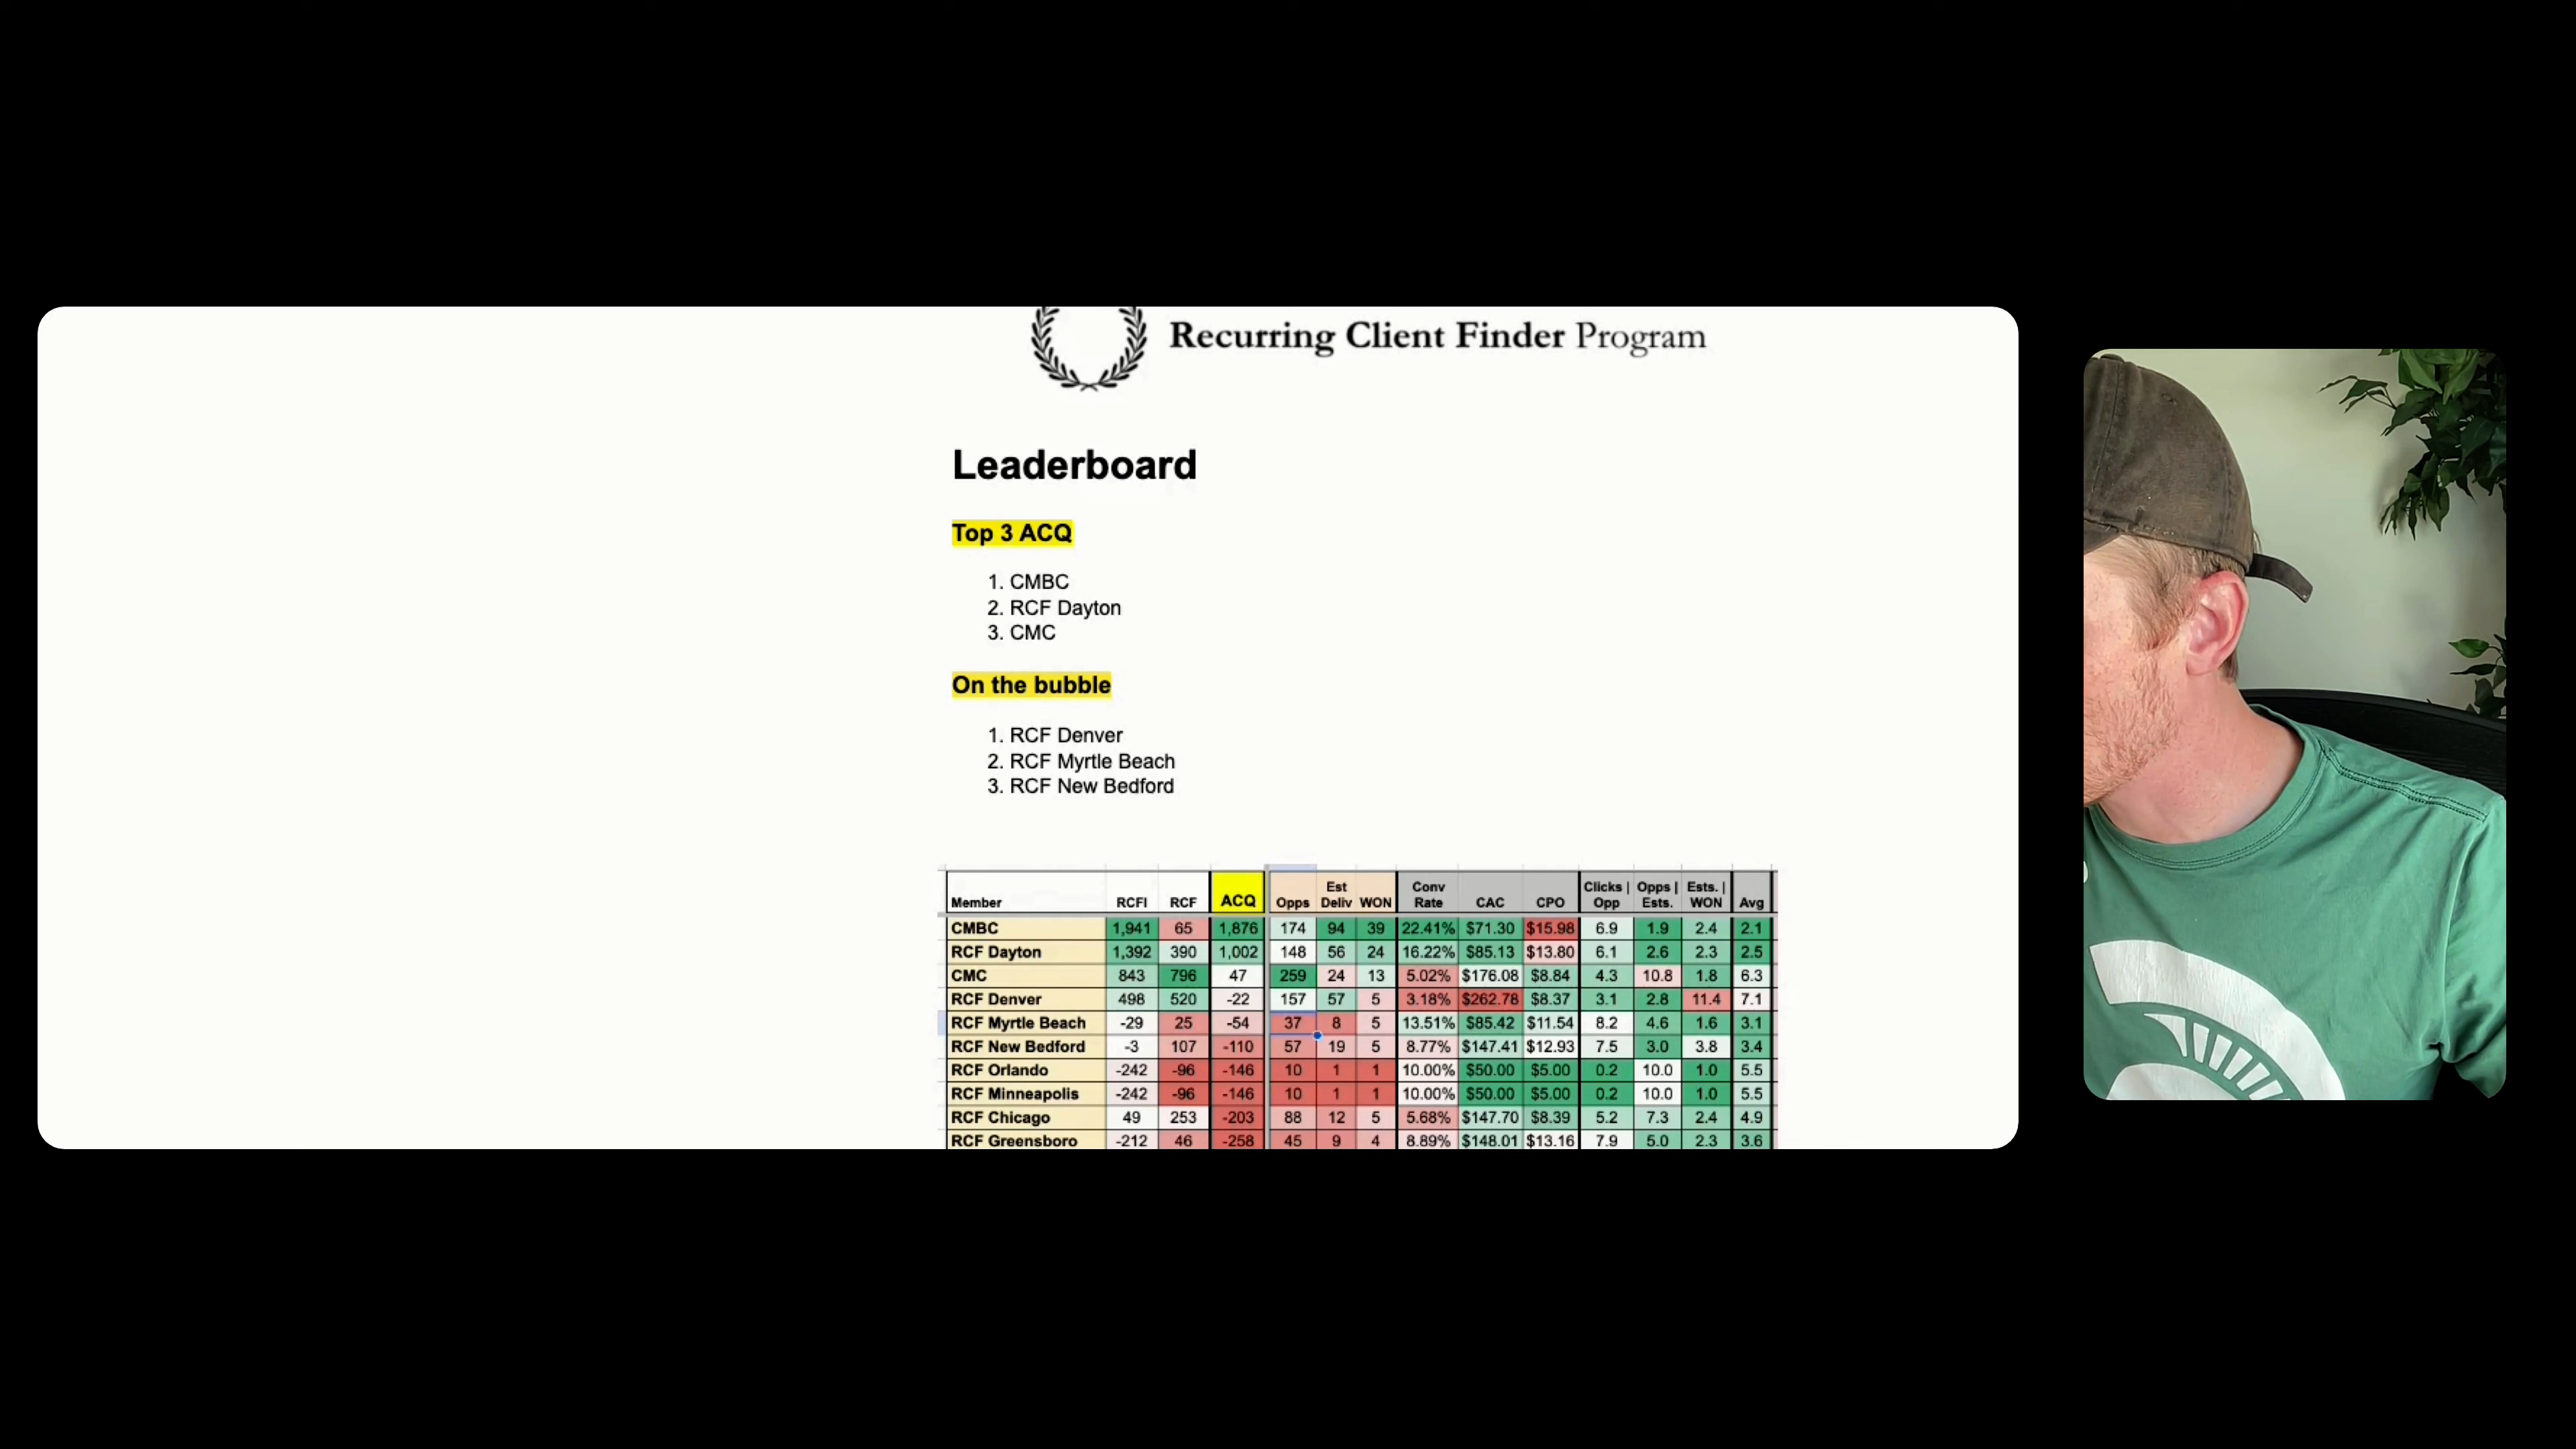 Recurring Client Finder Program
Leaderboard
Top 3 ACQ
1. CMBC
2. RCF Dayton
3. CMC
On the bubble
1. RCF Denver
2. RCF Myrtle Beach
3. RCF New Bedford
Member RCFI RCF ACQ Opps Est Deliv WON Conv Rate CAC CPO Clicks | Opp Opps | Ests. Ests. | WON Avg
CMBC 1,941 65 1,876 174 94 39 22.41% $71.30 $15.98 6.9 1.9 2.4 2.1
RCF Dayton 1,392 390 1,002 148 56 24 16.22% $85.13 $13.80 6.1 2.6 2.3 2.5
CMC 843 796 47 259 24 13 5.02% $176.08 $8.84 4.3 10.8 1.8 6.3
RCF Denver 498 520 -22 157 57 5 3.18% $262.78 $8.37 3.1 2.8 11.4 7.1
RCF Myrtle Beach -29 25 -54 37 8 5 13.51% $85.42 $11.54 8.2 4.6 1.6 3.1
RCF New Bedford -3 107 -110 57 19 5 8.77% $147.41 $12.93 7.5 3.0 3.8 3.4
RCF Orlando -242 -96 -146 10 1 1 10.00% $50.00 $5.00 0.2 10.0 1.0 5.5
RCF Minneapolis -242 -96 -146 10 1 1 10.00% $50.00 $5.00 0.2 10.0 1.0 5.5
RCF Chicago 49 253 -203 88 12 5 5.68% $147.70 $8.39 5.2 7.3 2.4 4.9
RCF Greensboro -212 46 -258 45 9 4 8.89% $148.01 $13.16 7.9 5.0 2.3 3.6